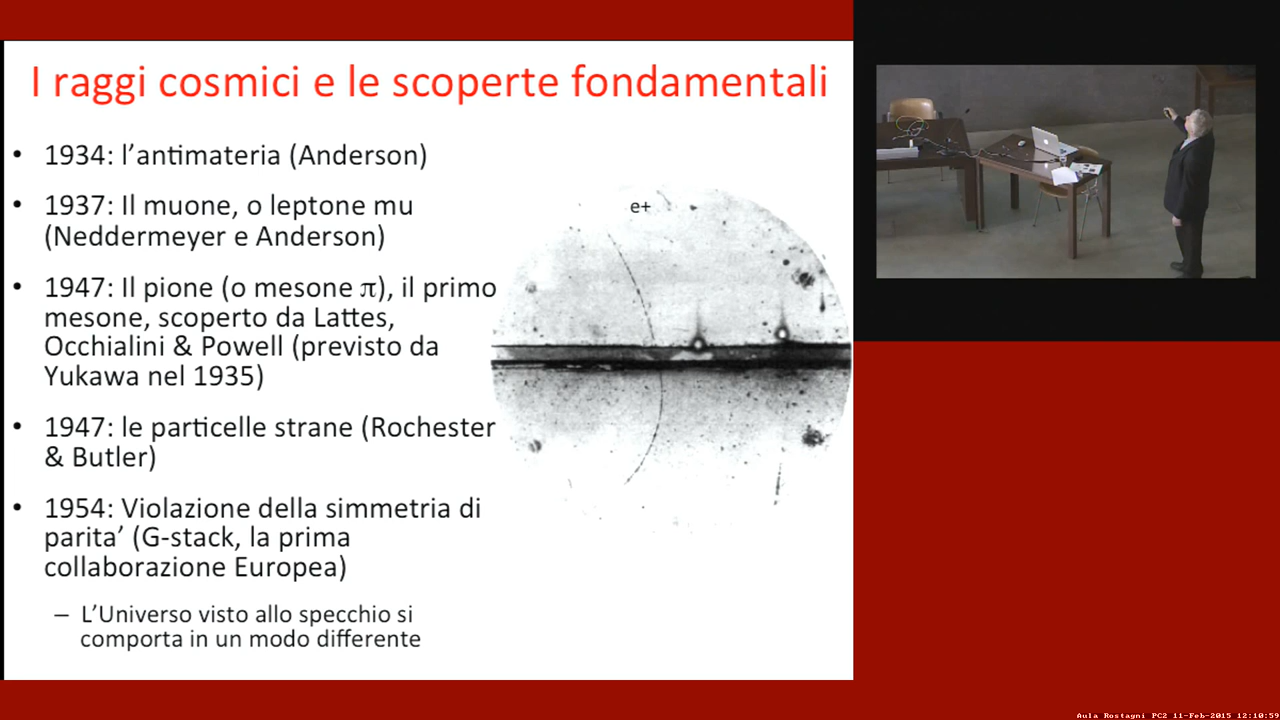 I raggi cosmici e le scoperte fondamentali
• 1934: l’antimateria (Anderson)
• 1937: Il muone, o leptone mu
(Neddermeyer e Anderson)
• 1947: Il pione (o mesone π), il primo
mesone, scoperto da Lattes,
Occhialini & Powell (previsto da
Yukawa nel 1935)
• 1947: le particelle strane (Rochester
& Butler)
• 1954: Violazione della simmetria di
parita’ (G-stack, la prima
collaborazione Europea)
– L’Universo visto allo specchio si
comporta in un modo differente
e+
Aula Rostagni PC2 11-Feb-2015 12:10:59